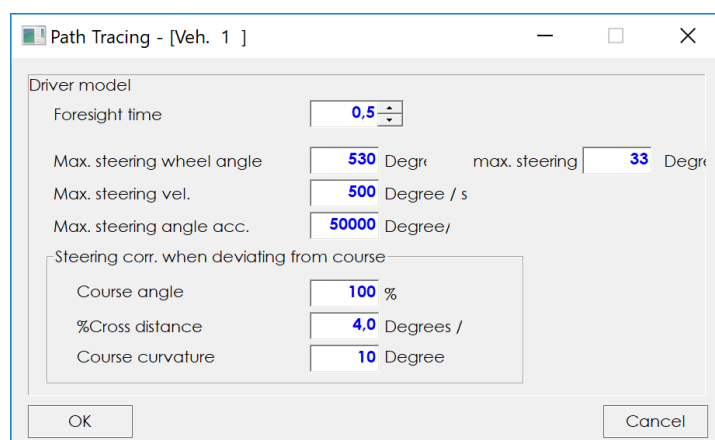 Path Tracing - [Veh. 1 ]
Driver model
Foresight time 0,5
Max. steering wheel angle 530 Degre max. steering 33 Degre
Max. steering vel. 500 Degree / s
Max. steering angle acc. 50000 Degree/
Steering corr. when deviating from course
Course angle 100 %
%Cross distance 4,0 Degrees /
Course curvature 10 Degree
OK Cancel